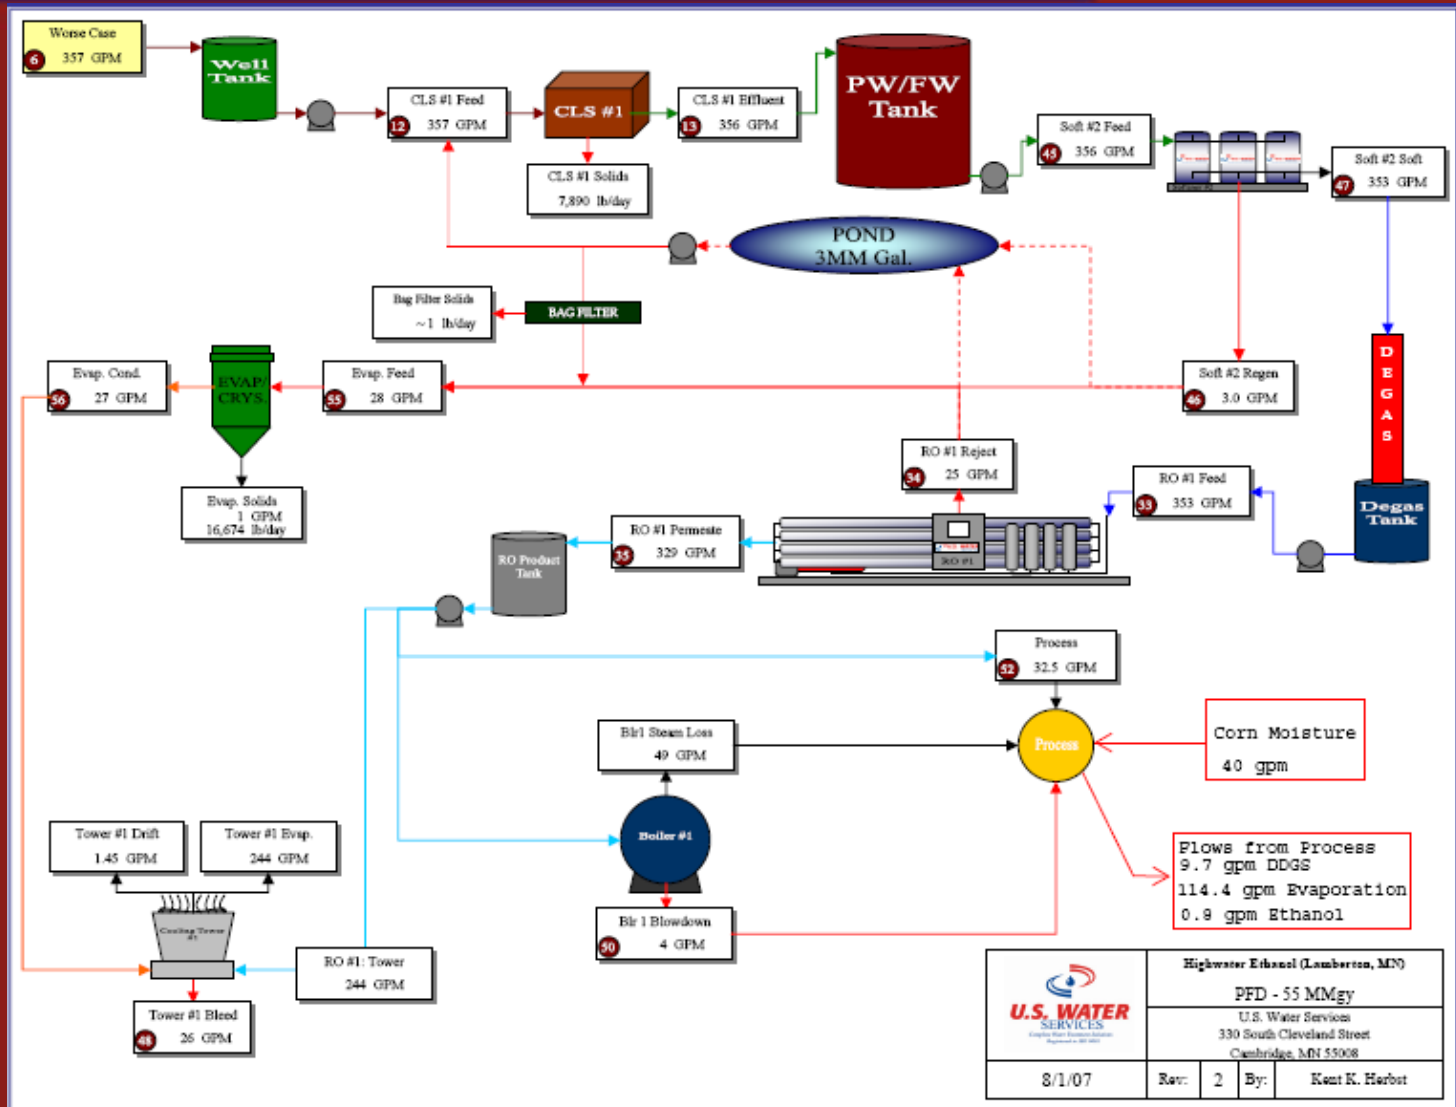 Worse Case
6
357 GPM
Well
Tank
CLS #1 Feed
12
357 GPM
CLS #1
CLS #1 Effluent
13
356 GPM
PW/FW
Tank
Soft #2 Feed
45
356 GPM
Soft #2 Soft
47
353 GPM
CLS #1 Solids
7,890 lb/day
POND
3MM Gal.
Bag Filter Solids
~ 1 lb/day
BAG FILTER
Evap. Cond.
56
27 GPM
EVAP/
CRYS.
Evap. Feed
55
28 GPM
Soft #2 Regen
46
3.0 GPM
DEGAS
Evap. Solids
1 GPM
16,674 lb/day
RO #1 Reject
34
25 GPM
RO #1 Feed
33
353 GPM
Degas
Tank
RO Product
Tank
RO #1 Permeate
35
329 GPM
RO #1
Process
52
32.5 GPM
Blr1 Steam Loss
49 GPM
Process
Corn Moisture
40 gpm
Boiler #1
Flows from Process
9.7 gpm DDGS
114.4 gpm Evaporation
0.9 gpm Ethanol
Blr 1 Blowdown
50
4 GPM
Tower #1 Drift
1.45 GPM
Tower #1 Evap.
244 GPM
Cooling Tower
#1
RO #1: Tower
244 GPM
Tower #1 Bleed
48
26 GPM
U.S. WATER
SERVICES
Highwater Ethanol (Lamberton, MN)
PFD - 55 MMgy
U.S. Water Services
330 South Cleveland Street
Cambridge, MN 55008
8/1/07
Rev:
2
By:
Kent K. Herbst